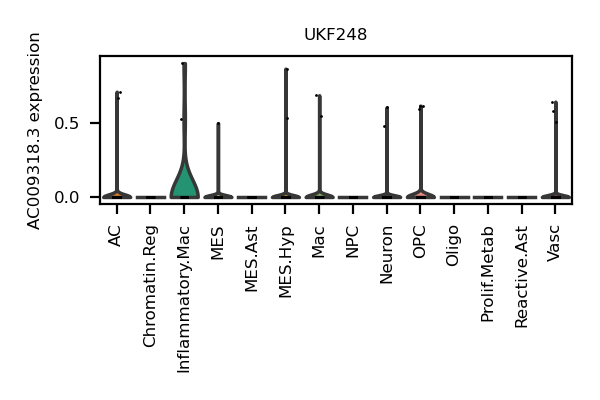 UKF248
AC009318.3 expression
0.5
0.0
AC
Chromatin.Reg
Inflammatory.Mac
MES
MES.Ast
MES.Hyp
Mac
NPC
Neuron
OPC
Oligo
Prolif.Metab
Reactive.Ast
Vasc